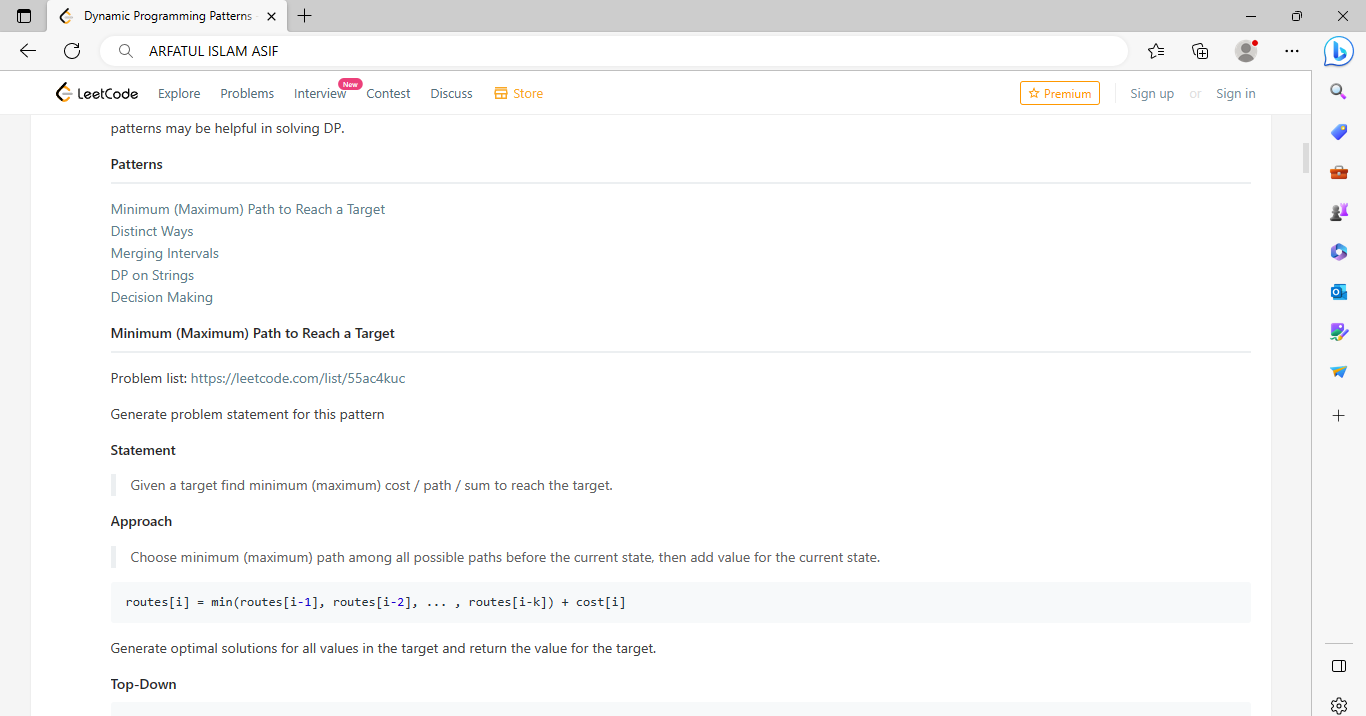 Dynamic Programming Patterns
ARFATUL ISLAM ASIF
LeetCode Explore Problems Interview New Contest Discuss Store Premium Sign up or Sign in
patterns may be helpful in solving DP.
Patterns
Minimum (Maximum) Path to Reach a Target
Distinct Ways
Merging Intervals
DP on Strings
Decision Making
Minimum (Maximum) Path to Reach a Target
Problem list: https://leetcode.com/list/55ac4kuc
Generate problem statement for this pattern
Statement
Given a target find minimum (maximum) cost / path / sum to reach the target.
Approach
Choose minimum (maximum) path among all possible paths before the current state, then add value for the current state.
routes[i] = min(routes[i-1], routes[i-2], ... , routes[i-k]) + cost[i]
Generate optimal solutions for all values in the target and return the value for the target.
Top-Down